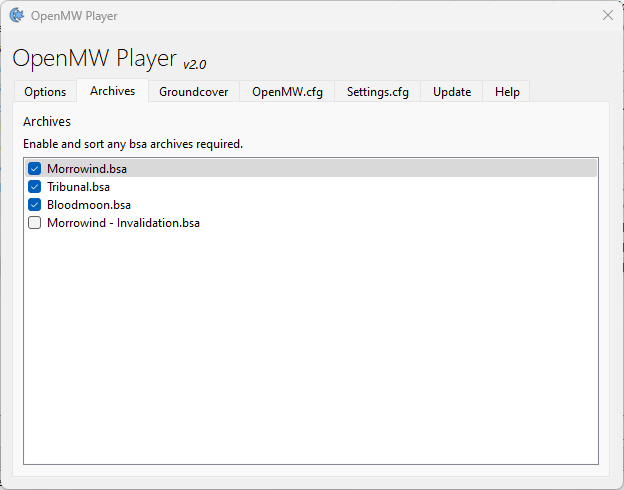 OpenMW Player
OpenMW Player v2.0
Options Archives Groundcover OpenMW.cfg Settings.cfg Update Help
Archives
Enable and sort any bsa archives required.
Morrowind.bsa
Tribunal.bsa
Bloodmoon.bsa
Morrowind - Invalidation.bsa